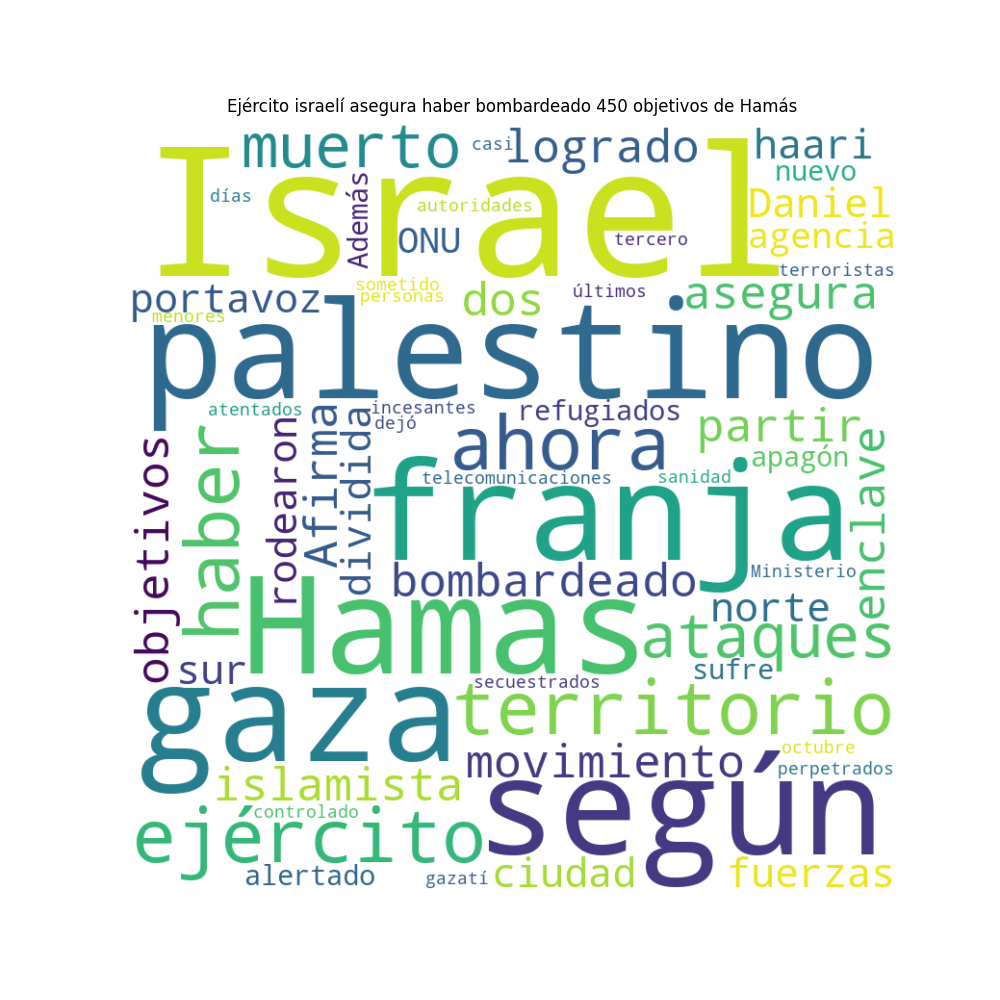 Ejército israelí asegura haber bombardeado 450 objetivos de Hamás
muerto
casi
logrado
haari
nuevo
Israel
días
Además
autoridades
ONU
tercero
Daniel
agencia
terroristas
portavoz
menores
sometido
personas
dos
últimos
asegura
palestino
atentados
incesantes
dejó
refugiados
partir
objetivos
haber
rodearon
Afirma
dividida
ahora
apagón
telecomunicaciones
sanidad
franja
enclave
bombardeado
Ministerio
norte
Hamas
ataques
sur
secuestrados
sufre
gaza
territorio
movimiento
octubre
perpetrados
islamista
controlado
según
ejército
alertado
gazatí
ciudad
fuerzas